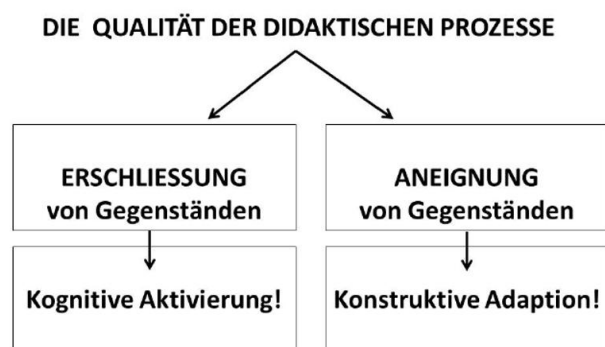 DIE QUALITÄT DER DIDAKTISCHEN PROZESSE
ERSCHLIESSUNG
von Gegenständen
ANEIGNUNG
von Gegenständen
Kognitive Aktivierung!
Konstruktive Adaption!